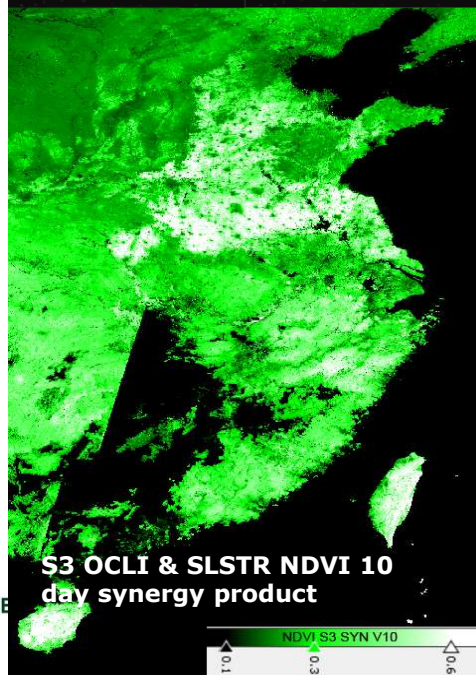 S3 OCLI & SLSTR NDVI 10
day synergy product
E
NDVI S3 SYN V10
0.1
0.3
0.6